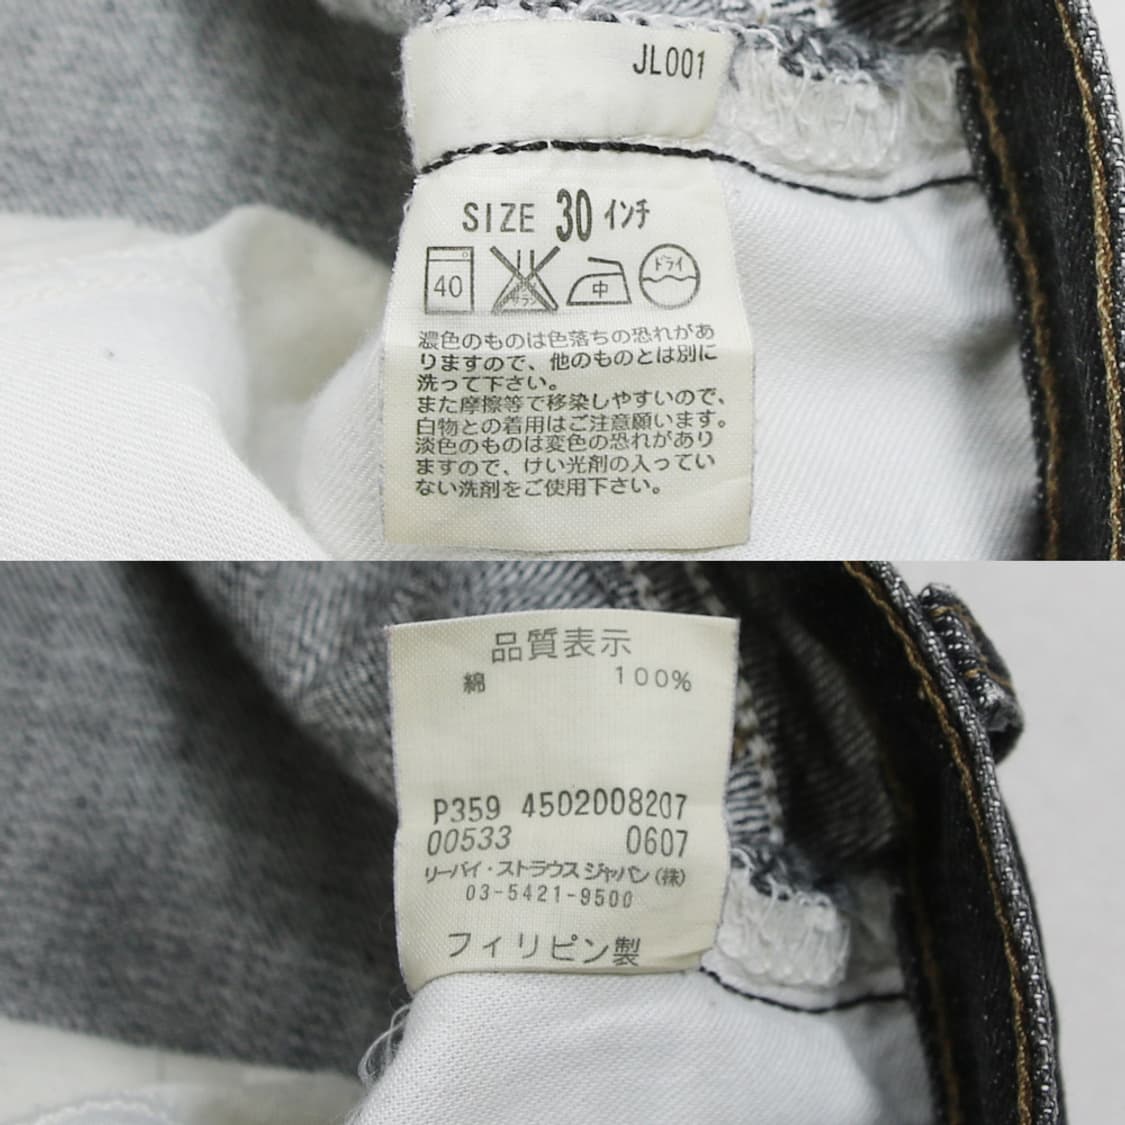 JL001
SIZE 30 インチ
40 サラシ 中 ドライ
濃色のものは色落ちの恐れがあ
りますので、他のものとは別に
洗って下さい。
また摩擦等で移染しやすいので、
白物との着用はご注意願います。
淡色のものは変色の恐れがあり
ますので、けい光剤の入ってい
ない洗剤をご使用下さい。
品質表示
綿 100%
P359 4502008207
00533 0607
リーバイ・ストラウス ジャパン(株)
03-5421-9500
フィリピン製